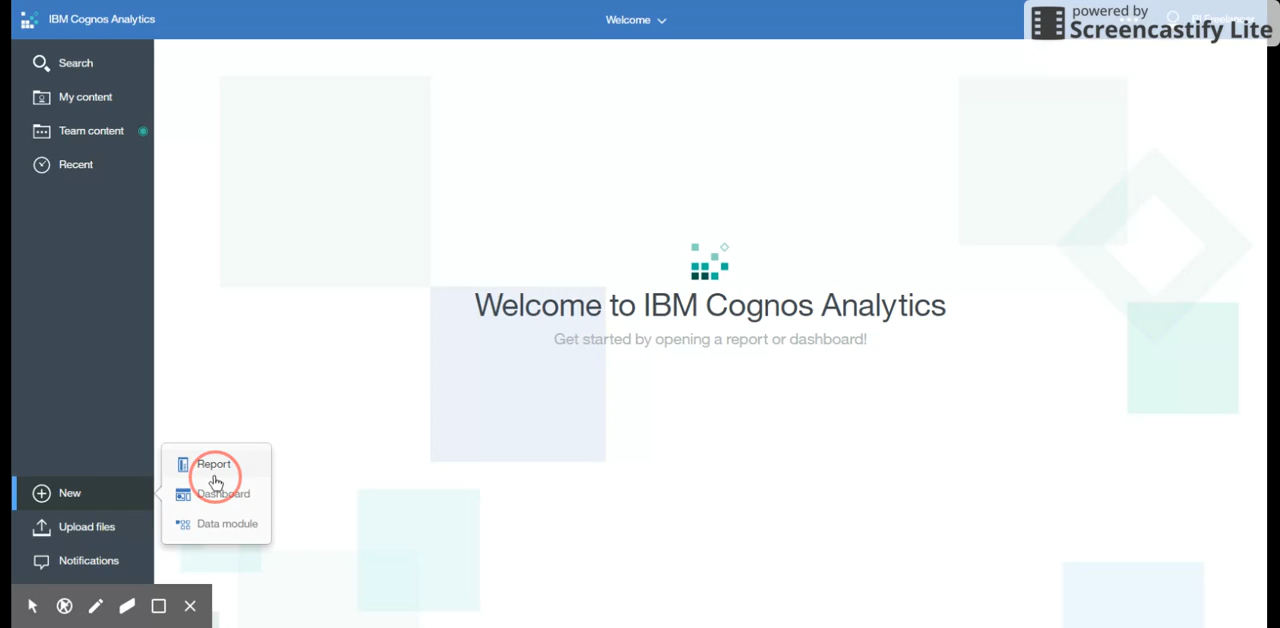 IBM Cognos Analytics
Welcome
powered by
Screencastify Lite
Search
My content
Team content
Recent
Welcome to IBM Cognos Analytics
Get started by opening a report or dashboard!
Report
Dashboard
Data module
New
Upload files
Notifications